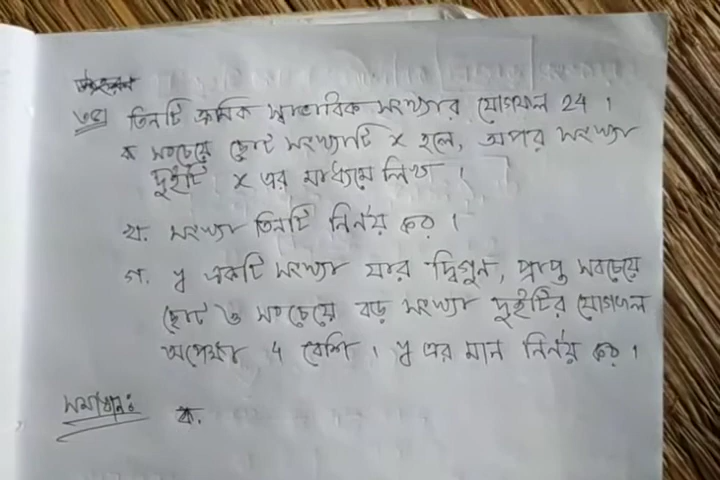 ৩৪) তিনটি ক্রমিক স্বাভাবিক সংখ্যার যোগফল 24 ।
ক সবচেয়ে ছোট সংখ্যাটি x হলে, অপর সংখ্যা
দুইটি x এর মাধ্যমে লিখ ।
খ. সংখ্যা তিনটি নির্ণয় কর ।
গ. y একটি সংখ্যা যার দ্বিগুন, প্রাপ্ত সবচেয়ে
ছোট ও সবচেয়ে বড় সংখ্যা দুইটির যোগফল
অপেক্ষা 4 বেশি । y এর মান নির্ণয় কর ।
সমাধানঃ ক.